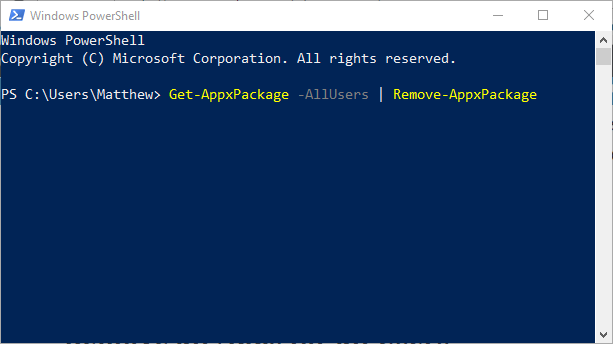 Windows PowerShell
Windows PowerShell
Copyright (C) Microsoft Corporation. All rights reserved.
PS C:\Users\Matthew> Get-AppxPackage -AllUsers | Remove-AppxPackage